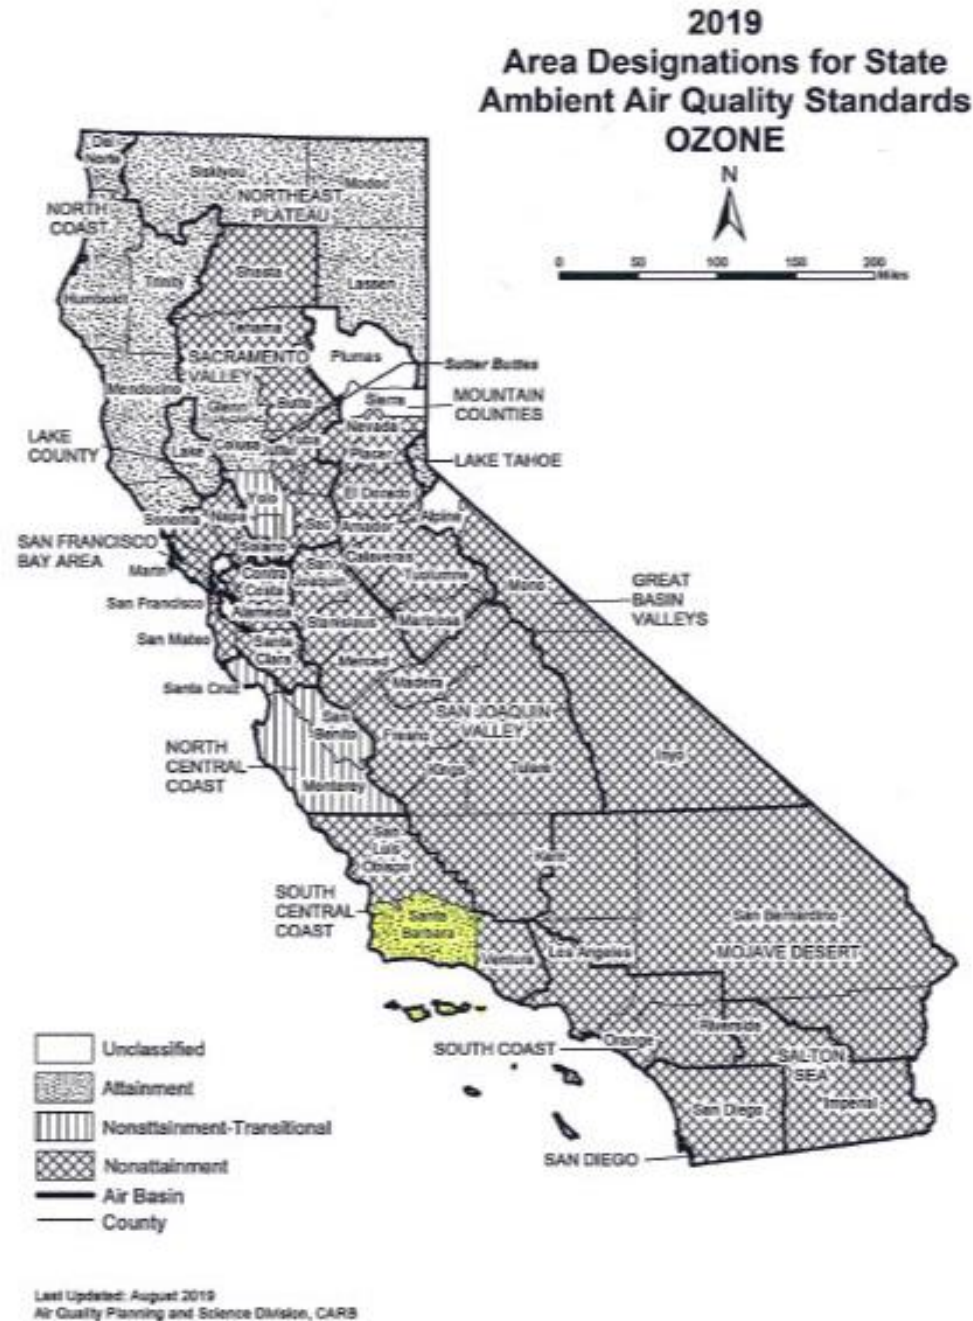 2019
Area Designations for State
Ambient Air Quality Standards
OZONE
N
0 50 100 150 200
Miles
Del
Norte
Siskiyou
Modoc
NORTHEAST
PLATEAU
NORTH
COAST
Shasta
Trinity
Lassen
Humboldt
Tehama
SACRAMENTO
VALLEY
Plumas
Sutter Buttes
Mendocino
Glenn
Butte
Sierra
MOUNTAIN
COUNTIES
Nevada
LAKE
COUNTY
Lake
Colusa
Sutter
Yuba
Placer
LAKE TAHOE
Yolo
El Dorado
Sonoma
Napa
Sac
Amador
Alpine
SAN FRANCISCO
BAY AREA
Solano
Calaveras
Marin
Contra
Costa
San
Joaquin
Tuolumne
Mono
GREAT
BASIN
VALLEYS
San Francisco
Alameda
Stanislaus
Mariposa
San Mateo
Santa
Clara
Merced
Santa Cruz
Madera
San
Benito
Fresno
SAN JOAQUIN
VALLEY
NORTH
CENTRAL
COAST
Monterey
Kings
Tulare
Inyo
San
Luis
Obispo
Kern
SOUTH
CENTRAL
COAST
Santa
Barbara
Ventura
Los Angeles
San Bernardino
MOJAVE DESERT
SOUTH COAST
Orange
Riverside
SALTON
SEA
San Diego
Imperial
SAN DIEGO
Unclassified
Attainment
Nonattainment-Transitional
Nonattainment
Air Basin
County
Last Updated: August 2019
Air Quality Planning and Science Division, CARB